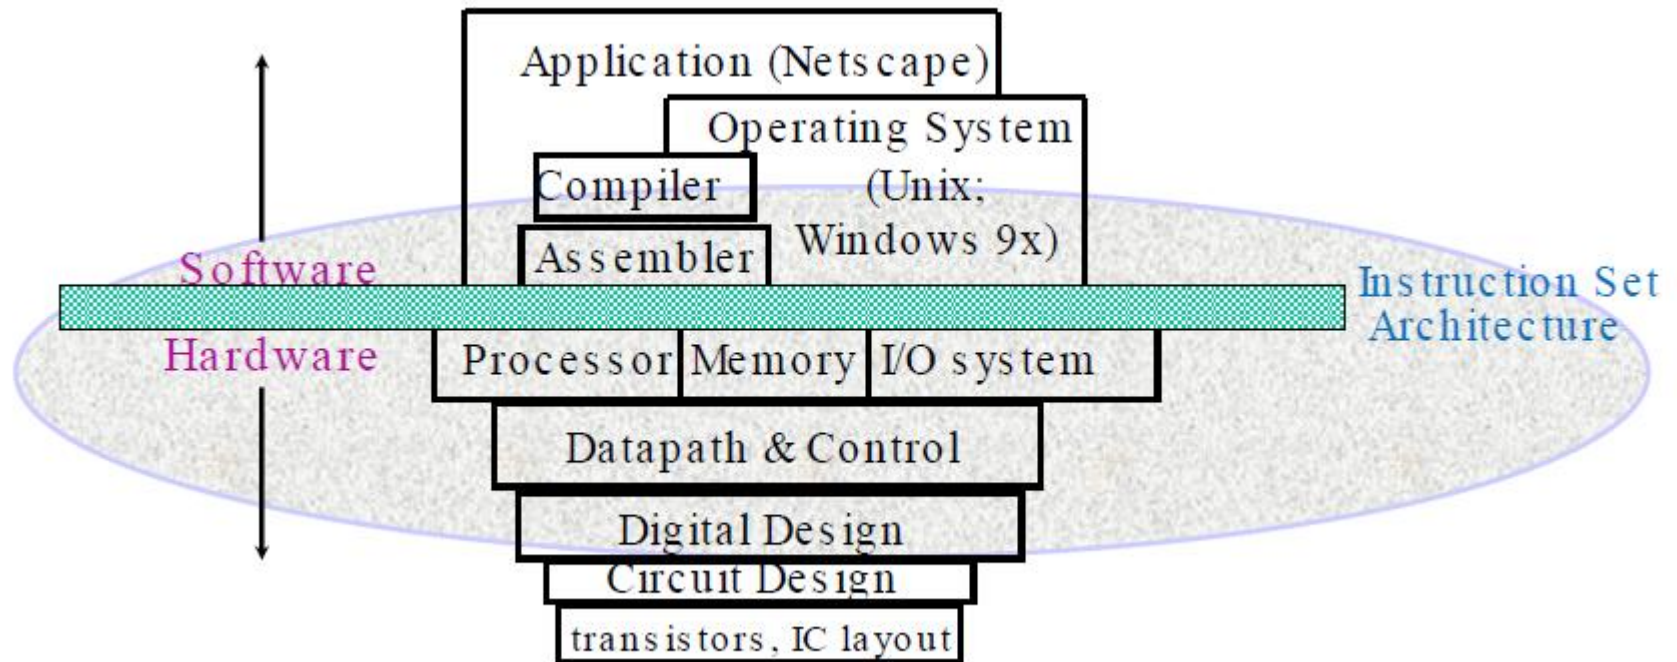 Application (Netscape)
Operating System
Compiler
(Unix;
Windows 9x)
Assembler
Software
Instruction Set
Architecture
Hardware
Processor
Memory
I/O system
Datapath & Control
Digital Design
Circuit Design
transistors, IC layout